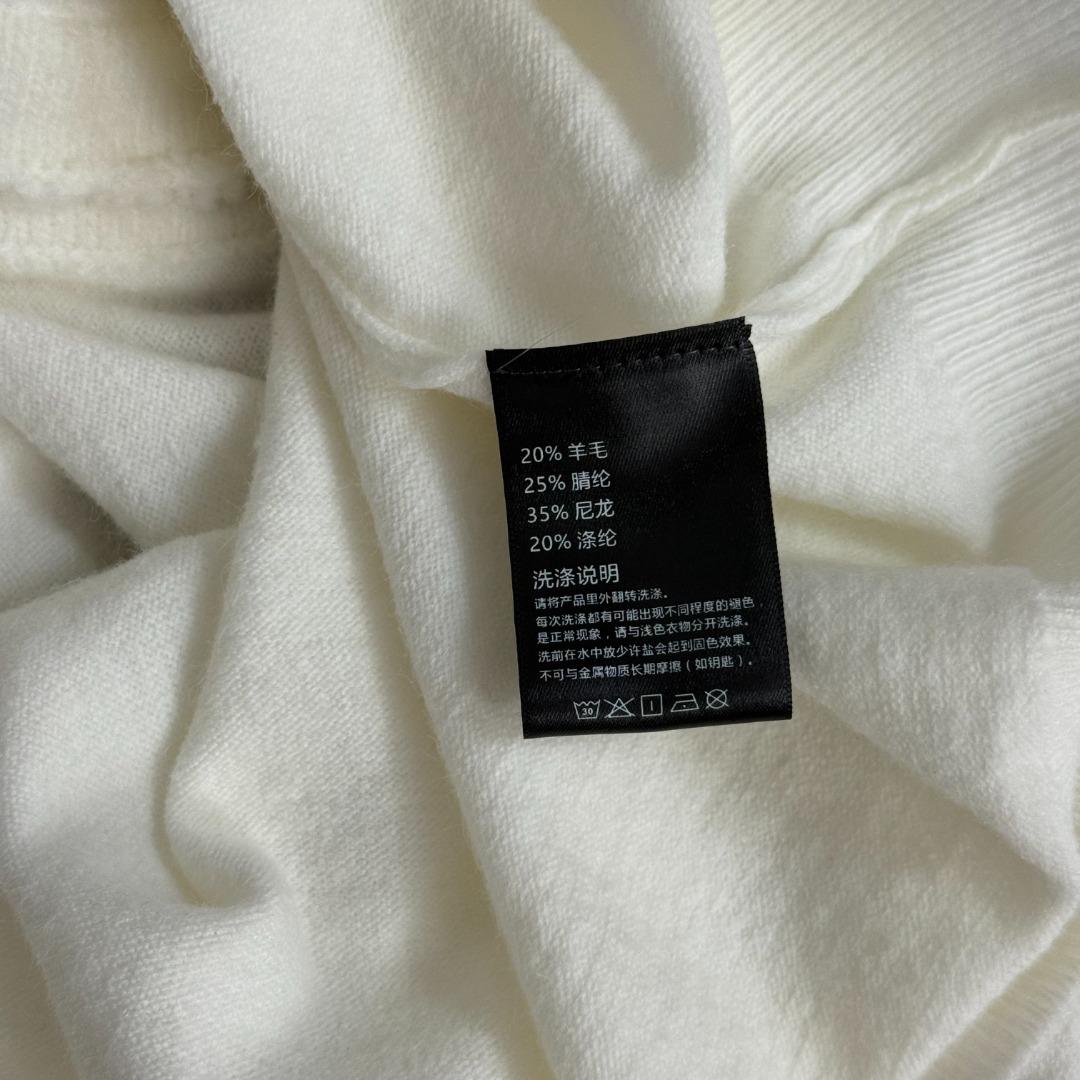 20% 羊毛
25% 腈纶
35% 尼龙
20% 涤纶
洗涤说明
请将产品里外翻转洗涤。
每次洗涤都有可能出现不同程度的褪色，
是正常现象，请与浅色衣物分开洗涤。
洗前在水中放少许盐会起到固色效果。
不可与金属物质长期摩擦（如钥匙）。
30